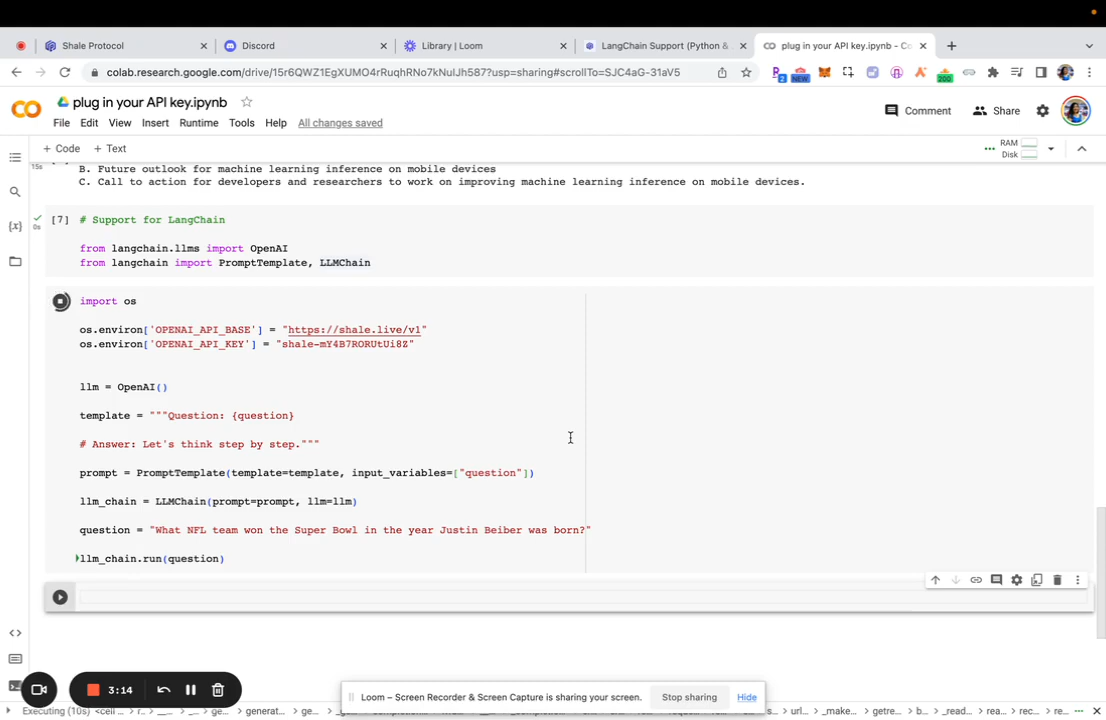 Shale Protocol
Discord
Library | Loom
LangChain Support (Python &
plug in your API key.ipynb - Co
colab.research.google.com/drive/15r6QWZ1EgXUMO4rRuqhRNo7kNulJh587?usp=sharing#scrollTo=SJC4aG-31aV5
NEW
200
plug in your API key.ipynb
File Edit View Insert Runtime Tools Help All changes saved
Comment
Share
+ Code + Text
RAM
Disk
15s
B. Future outlook for machine learning inference on mobile devices
C. Call to action for developers and researchers to work on improving machine learning inference on mobile devices.
0s
[7] # Support for LangChain
from langchain.llms import OpenAI
from langchain import PromptTemplate, LLMChain
import os
os.environ['OPENAI_API_BASE'] = "https://shale.live/v1"
os.environ['OPENAI_API_KEY'] = "shale-mY4B7RORUtUi8Z"
llm = OpenAI()
template = """Question: {question}
# Answer: Let's think step by step."""
prompt = PromptTemplate(template=template, input_variables=["question"])
llm_chain = LLMChain(prompt=prompt, llm=llm)
question = "What NFL team won the Super Bowl in the year Justin Beiber was born?"
llm_chain.run(question)
3:14
Loom – Screen Recorder & Screen Capture is sharing your screen.
Stop sharing
Hide
Executing (10s) <cell